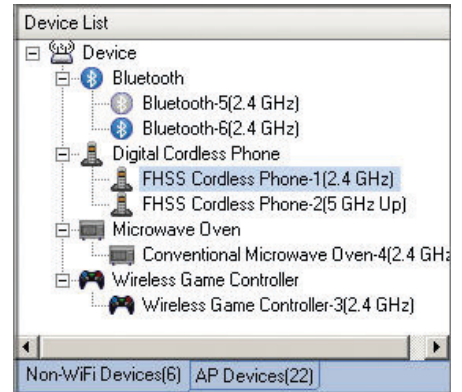 Device List
Device
Bluetooth
Bluetooth-5(2.4 GHz)
Bluetooth-6(2.4 GHz)
Digital Cordless Phone
FHSS Cordless Phone-1(2.4 GHz)
FHSS Cordless Phone-2(5 GHz Up)
Microwave Oven
Conventional Microwave Oven-4(2.4 GHz
Wireless Game Controller
Wireless Game Controller-3(2.4 GHz)
Non-WiFi Devices(6) AP Devices(22)